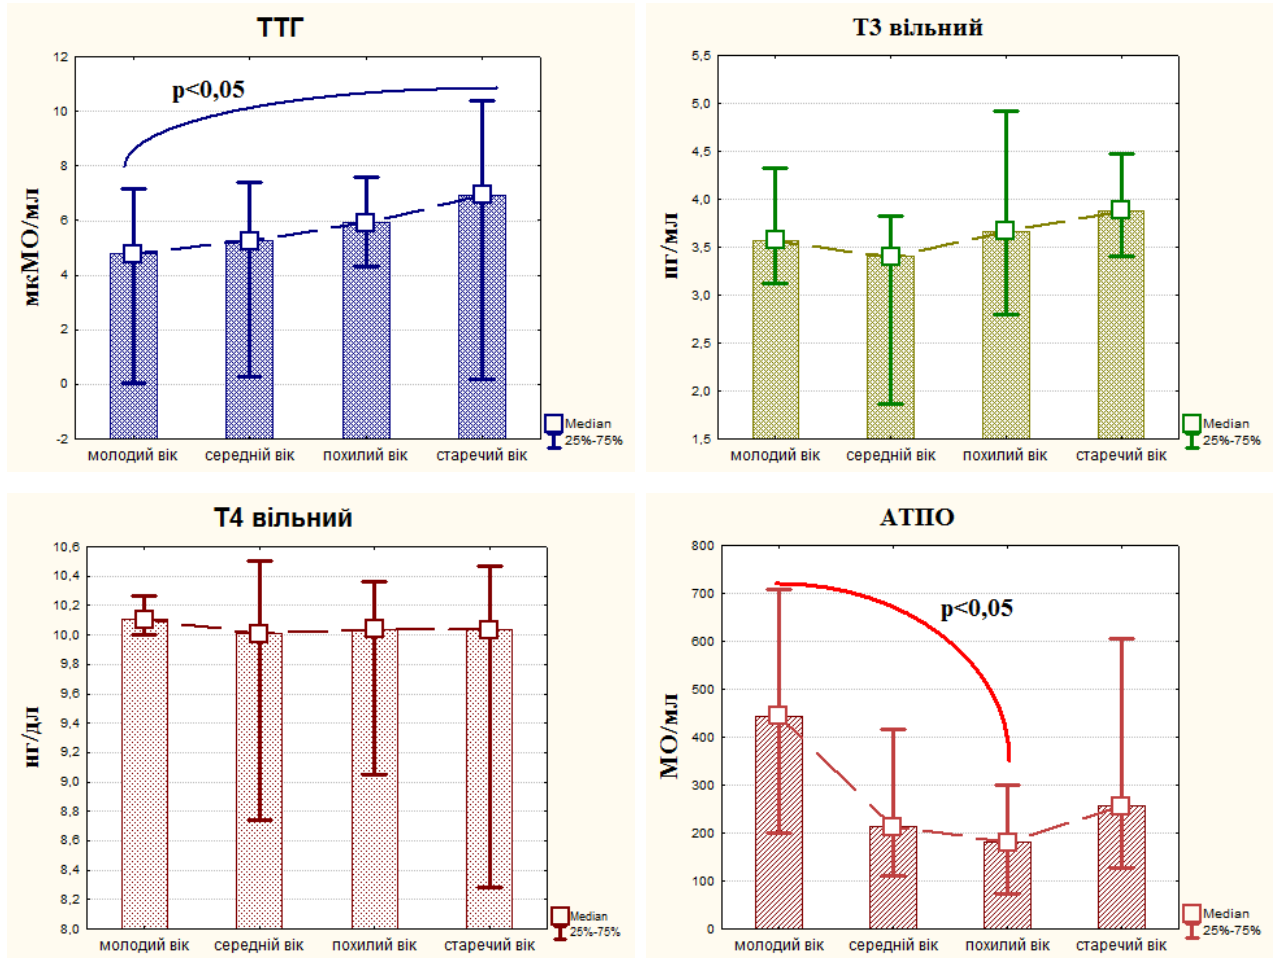 ТТГ
12
10
8
6
4
2
0
-2
мкМО/мл
p<0,05
молодий вік середній вік похилий вік старечий вік
Median
25%-75%
Т3 вільний
5,5
5,0
4,5
4,0
3,5
3,0
2,5
2,0
1,5
пг/мл
молодий вік середній вік похилий вік старечий вік
Median
25%-75%
Т4 вільний
10,6
10,4
10,2
10,0
9,8
9,6
9,4
9,2
9,0
8,8
8,6
8,4
8,2
8,0
нг/дл
молодий вік середній вік похилий вік старечий вік
Median
25%-75%
АТПО
800
700
600
500
400
300
200
100
0
МО/мл
p<0,05
молодий вік середній вік похилий вік старечий вік
Median
25%-75%